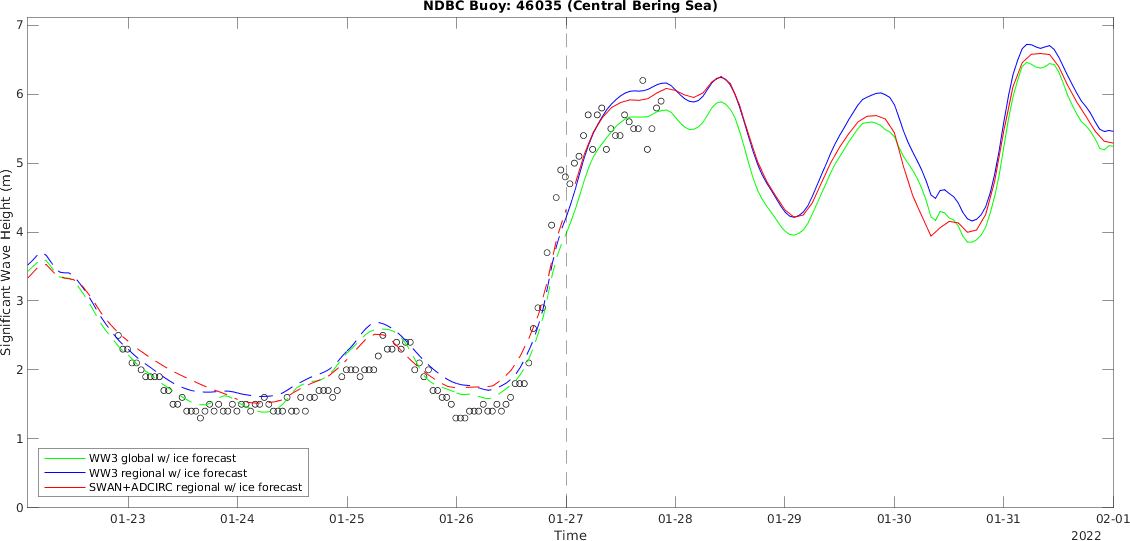 NDBC Buoy: 46035 (Central Bering Sea)
7
6
5
4
3
2
1
0
Significant Wave Height (m)
WW3 global w/ ice forecast
WW3 regional w/ ice forecast
SWAN+ADCIRC regional w/ ice forecast
01-23 01-24 01-25 01-26 01-27 01-28 01-29 01-30 01-31 02-01
Time
2022